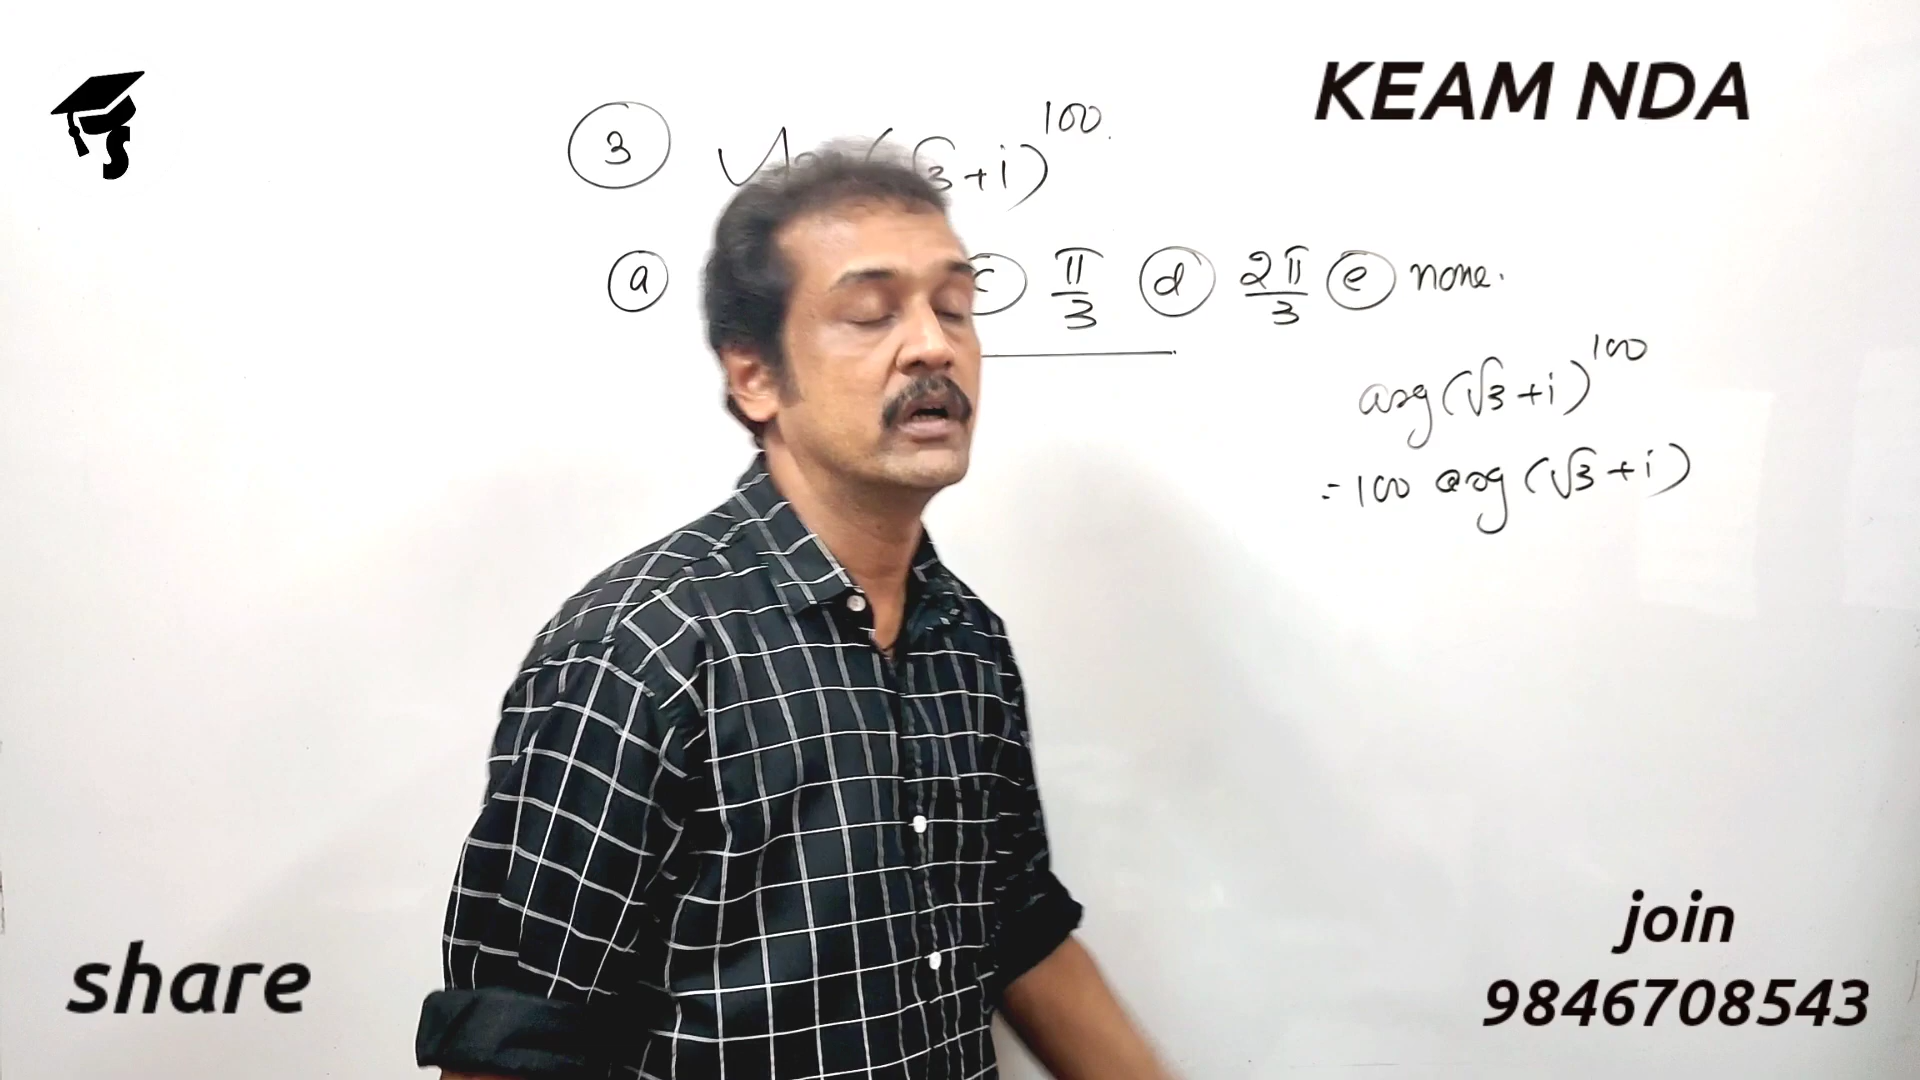 KEAM NDA
3 3+i)^100.
a c π/3 d 2π/3 e none.
arg(√3+i)^100
= 100 arg(√3+i)
share
join
9846708543